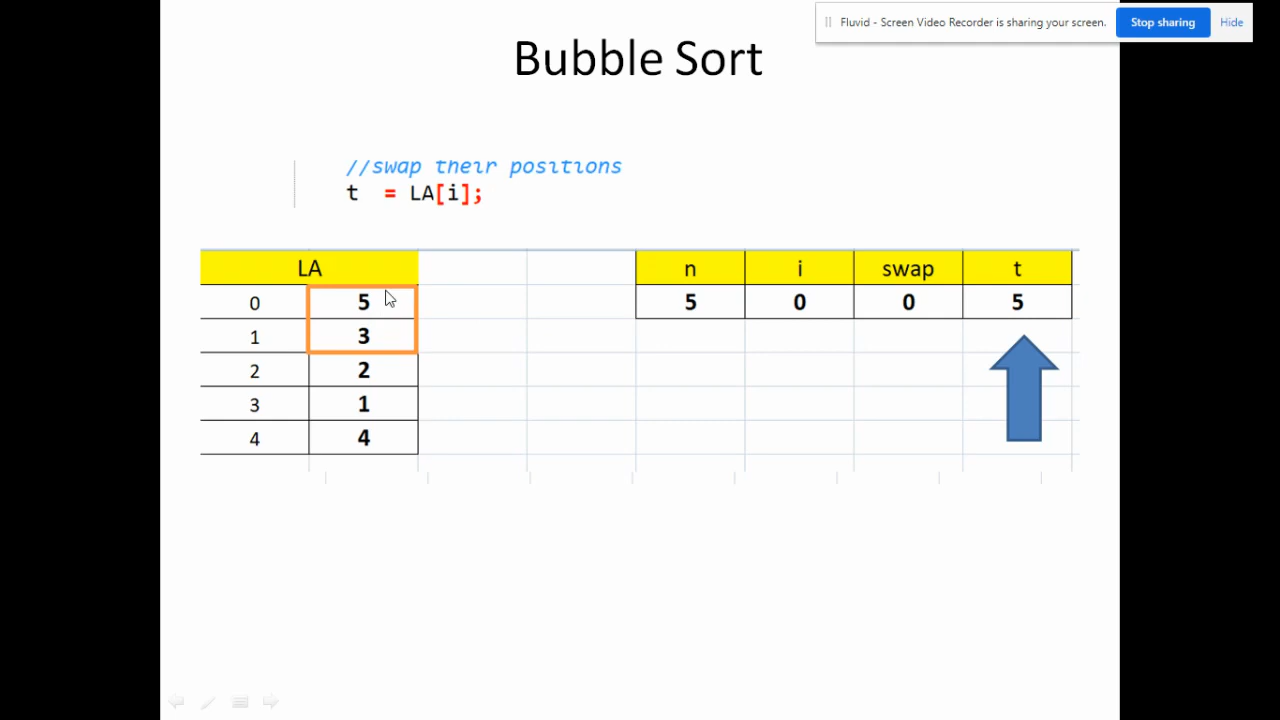 Fluvid - Screen Video Recorder is sharing your screen. Stop sharing Hide
Bubble Sort
//swap their positions
t = LA[i];
LA n i swap t
0 5 5 0 0 5
1 3
2 2
3 1
4 4